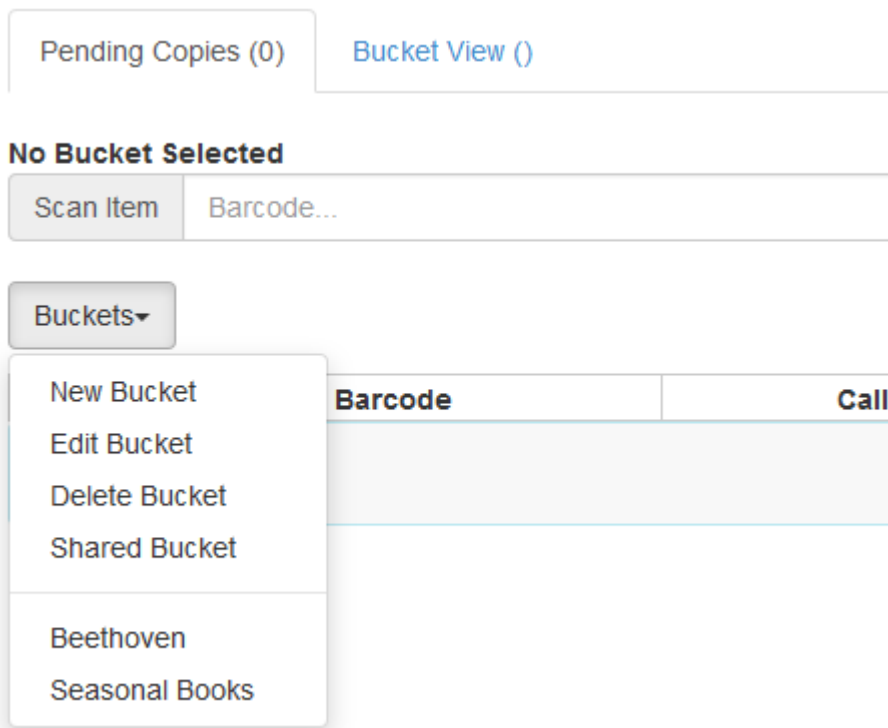 Pending Copies (0) Bucket View ()
No Bucket Selected
Scan Item Barcode...
Buckets
New Bucket
Barcode Call
Edit Bucket
Delete Bucket
Shared Bucket
Beethoven
Seasonal Books